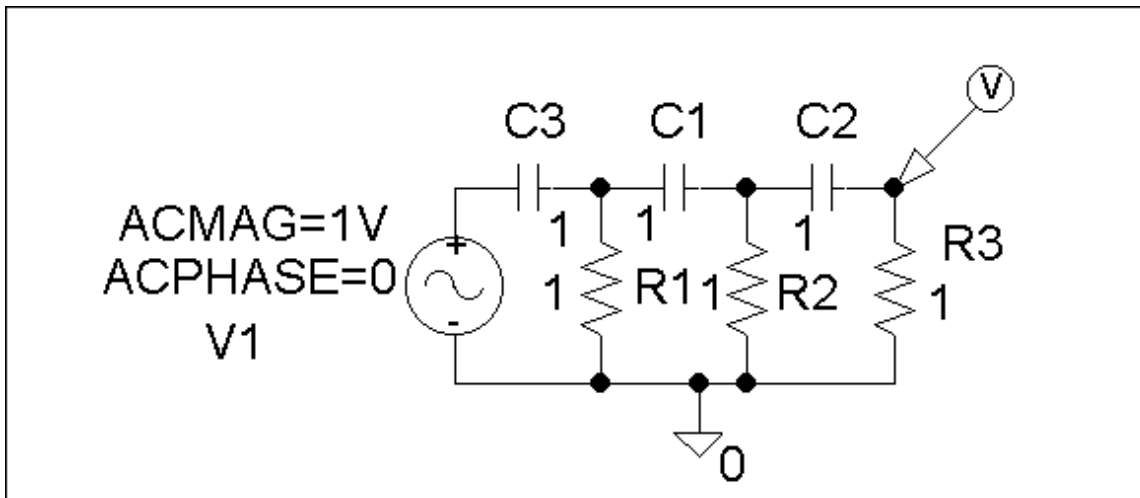 V
C3 C1 C2
ACMAG=1V
1 1 1
R3
ACPHASE=0
1 R1 1 R2 1
+
-
V1
0